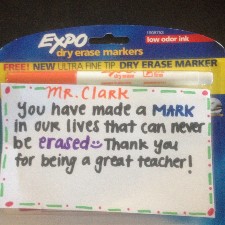 EXPO
dry erase markers
low odor ink
FREE! NEW ULTRA FINE TIP DRY ERASE MARKER
Mr. Clark
You have made a MARK
in our lives that can never
be erased Thank you
for being a great teacher!